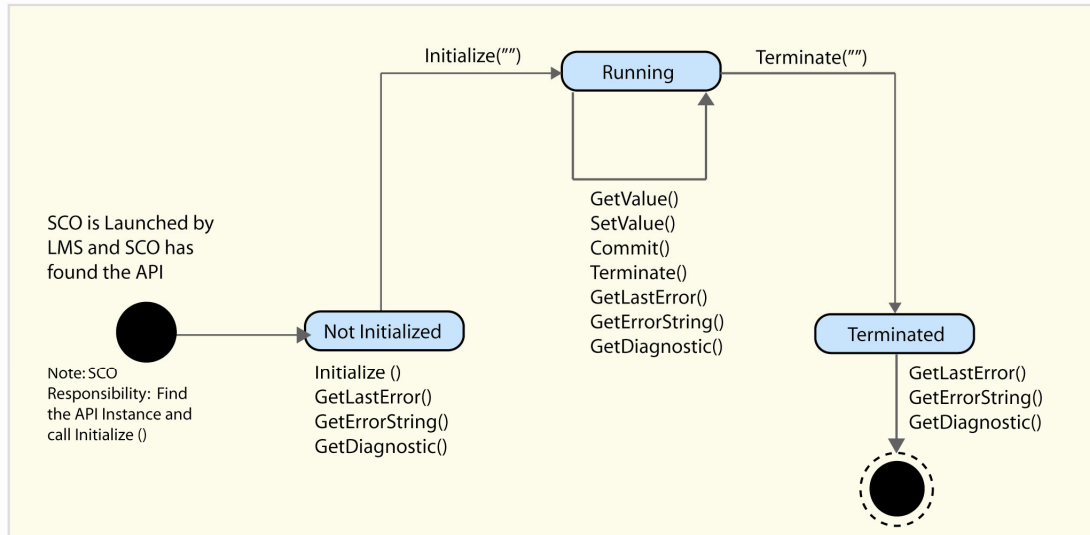 Initialize(””)
Running
Terminate(””)
GetValue()
SetValue()
Commit()
Terminate()
GetLastError()
GetErrorString()
GetDiagnostic()
SCO is Launched by
LMS and SCO has
found the API
Note: SCO
Responsibility: Find
the API Instance and
call Initialize ()
Not Initialized
Initialize ()
GetLastError()
GetErrorString()
GetDiagnostic()
Terminated
GetLastError()
GetErrorString()
GetDiagnostic()